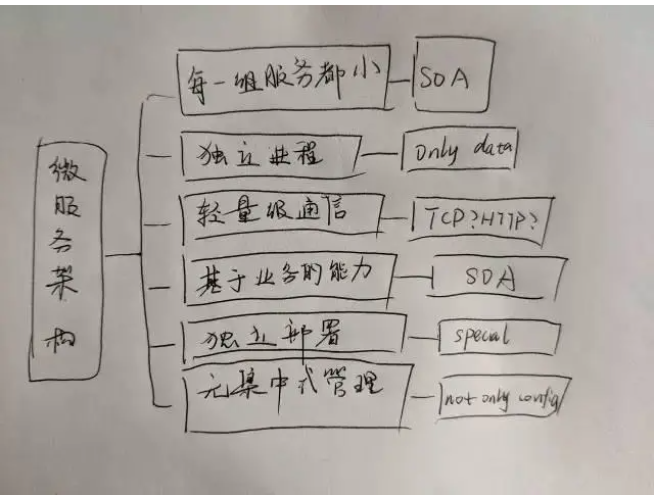 微服务架构
每一组服务都小
SOA
独立进程
only data
轻量级通信
TCP?HTTP?
基于业务的能力
SOA
独立部署
special
无集中式管理
not only config